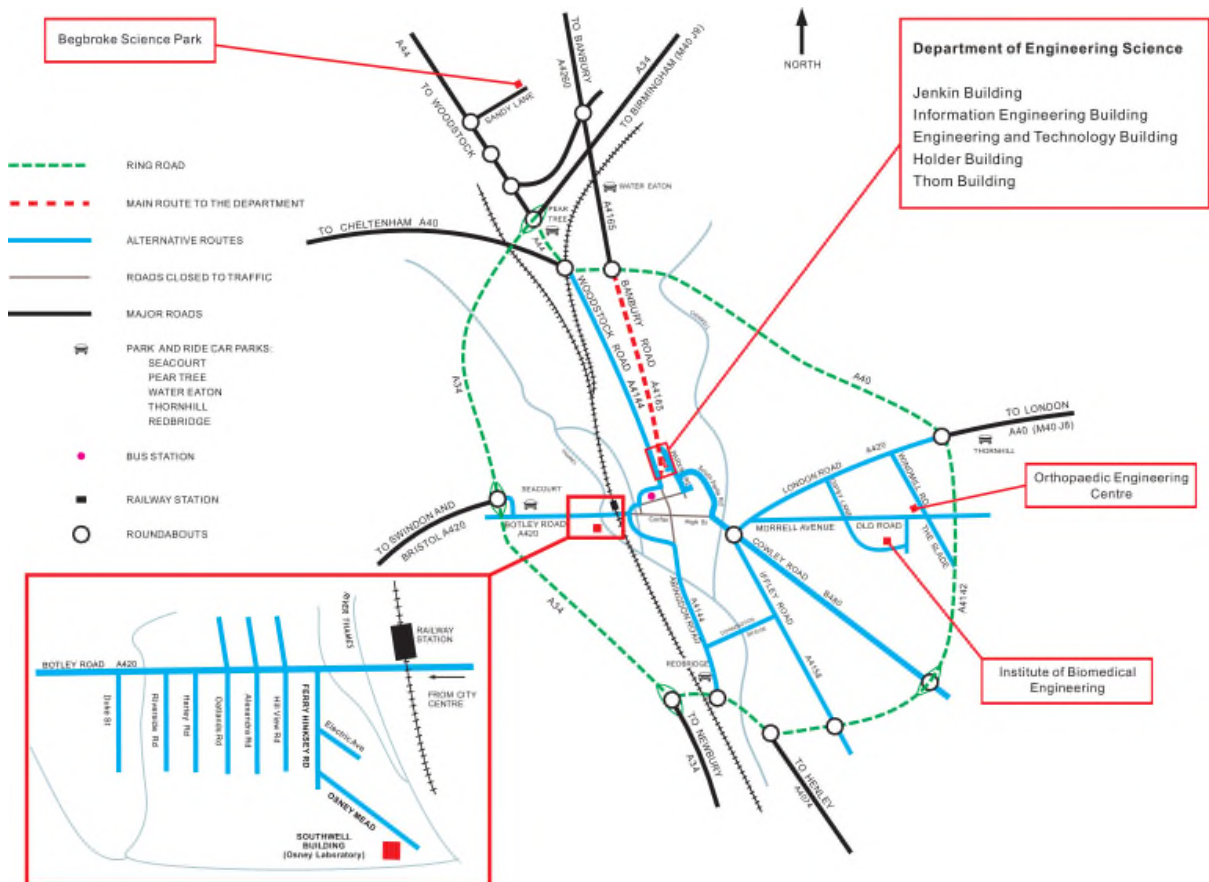 Begbroke Science Park
A44
TO WOODSTOCK
SANDY LANE
TO BANBURY
A4260
A34
TO BIRMINGHAM (M40 J9)
NORTH
Department of Engineering Science
Jenkin Building
Information Engineering Building
Engineering and Technology Building
Holder Building
Thom Building
RING ROAD
MAIN ROUTE TO THE DEPARTMENT
ALTERNATIVE ROUTES
ROADS CLOSED TO TRAFFIC
MAJOR ROADS
PARK AND RIDE CAR PARKS:
SEACOURT
PEAR TREE
WATER EATON
THORNHILL
REDBRIDGE
BUS STATION
RAILWAY STATION
ROUNDABOUTS
WATER EATON
PEAR
TREE
A44
A4165
TO CHELTENHAM A40
WOODSTOCK ROAD A4144
BANBURY ROAD A4165
A34
A40
TO LONDON
A40 (M40 J8)
THORNHILL
LONDON ROAD
A420
WINDMILL RD
Orthopaedic Engineering
Centre
SEACOURT
BOTLEY ROAD
A420
TO SWINDON AND
BRISTOL A420
Carfax
High St
South Parks Rd
MORRELL AVENUE
OLD ROAD
THE SLADE
COWLEY ROAD
B480
IFFLEY ROAD
A4158
ABINGDON ROAD
A4144
A4142
A34
REDBRIDGE
TO NEWBURY
A34
TO HENLEY
A4074
Institute of Biomedical
Engineering
RIVER THAMES
RAILWAY
STATION
BOTLEY ROAD A420
FROM CITY
CENTRE
Duke St
Riverside Rd
Harley Rd
Oatlands Rd
Alexandra Rd
Hill View Rd
FERRY HINKSEY RD
Electric Ave
OSNEY MEAD
SOUTHWELL
BUILDING
(Osney Laboratory)